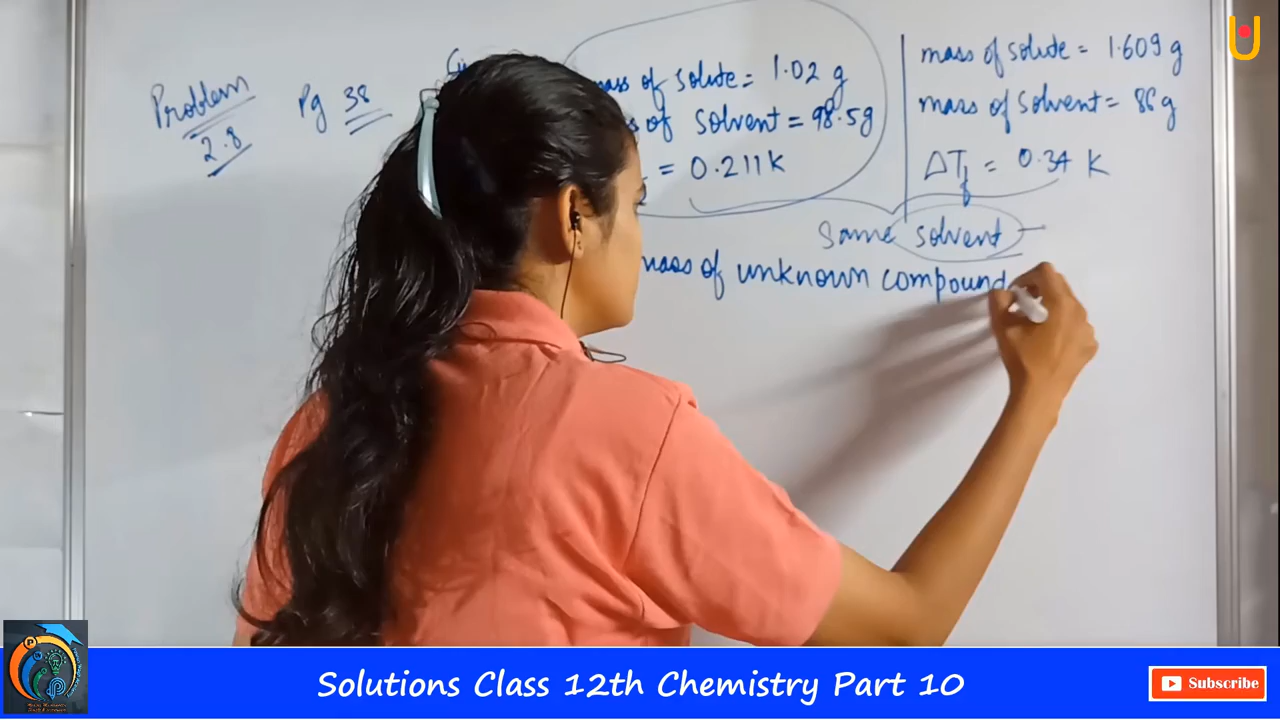 Problem
2.8
Pg 38
mass of solute = 1.02 g
of solvent = 98.5g
= 0.211 K
mass of solute = 1.609 g
mass of solvent = 86g
ΔTf = 0.34 K
Same solvent
mass of unknown compound
Solutions Class 12th Chemistry Part 10
Subscribe